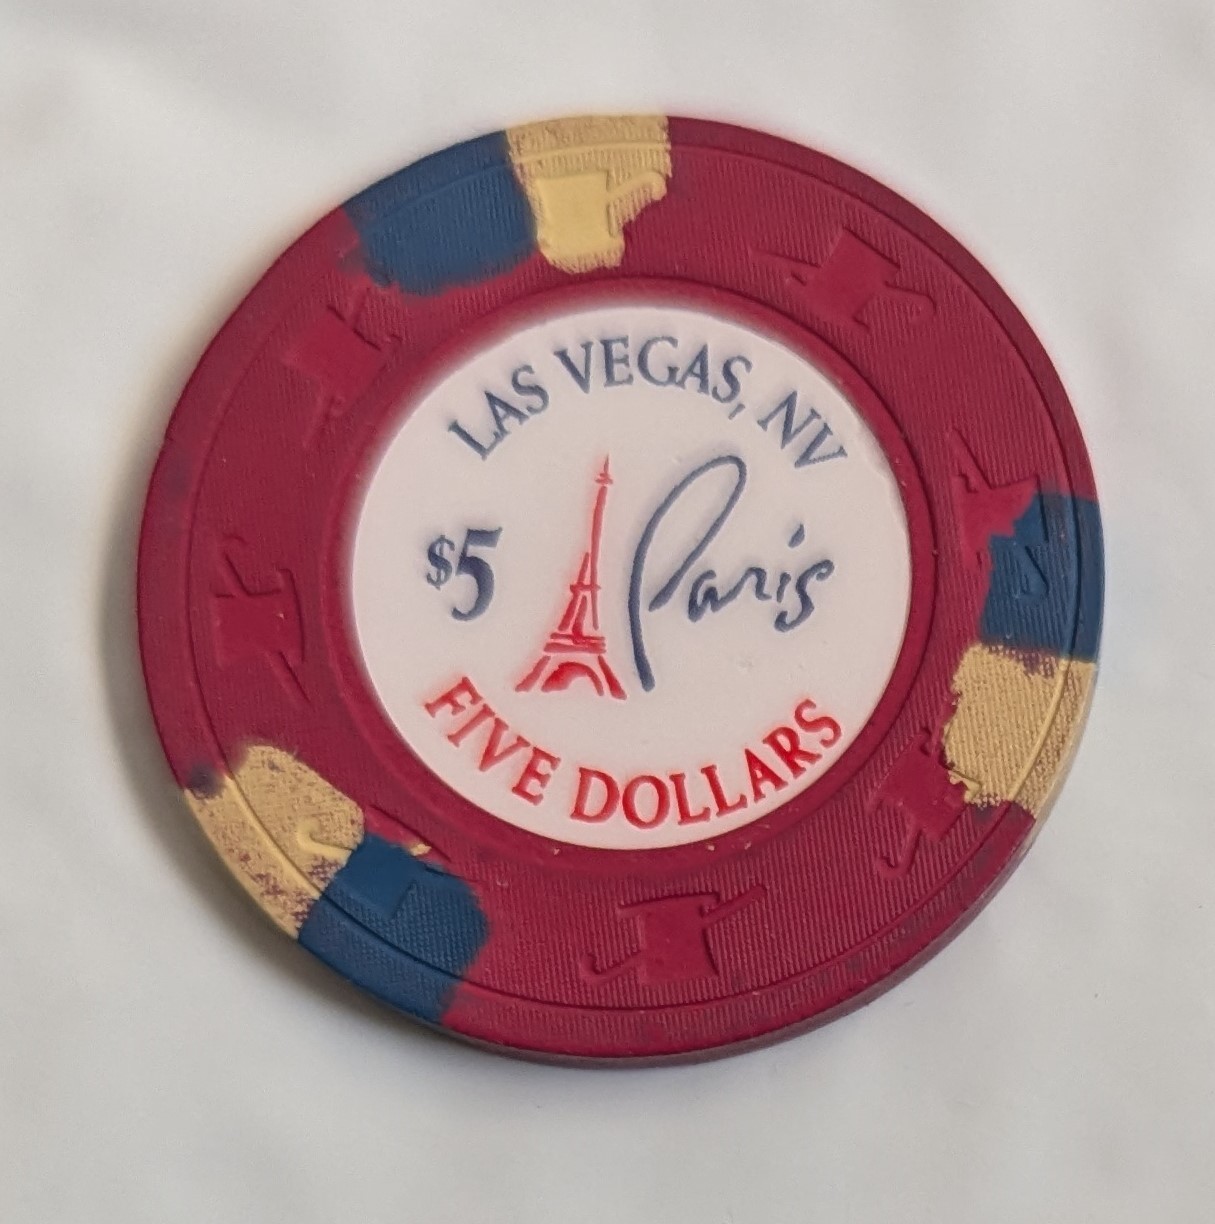 LAS VEGAS, NV
$5
Paris
FIVE DOLLARS